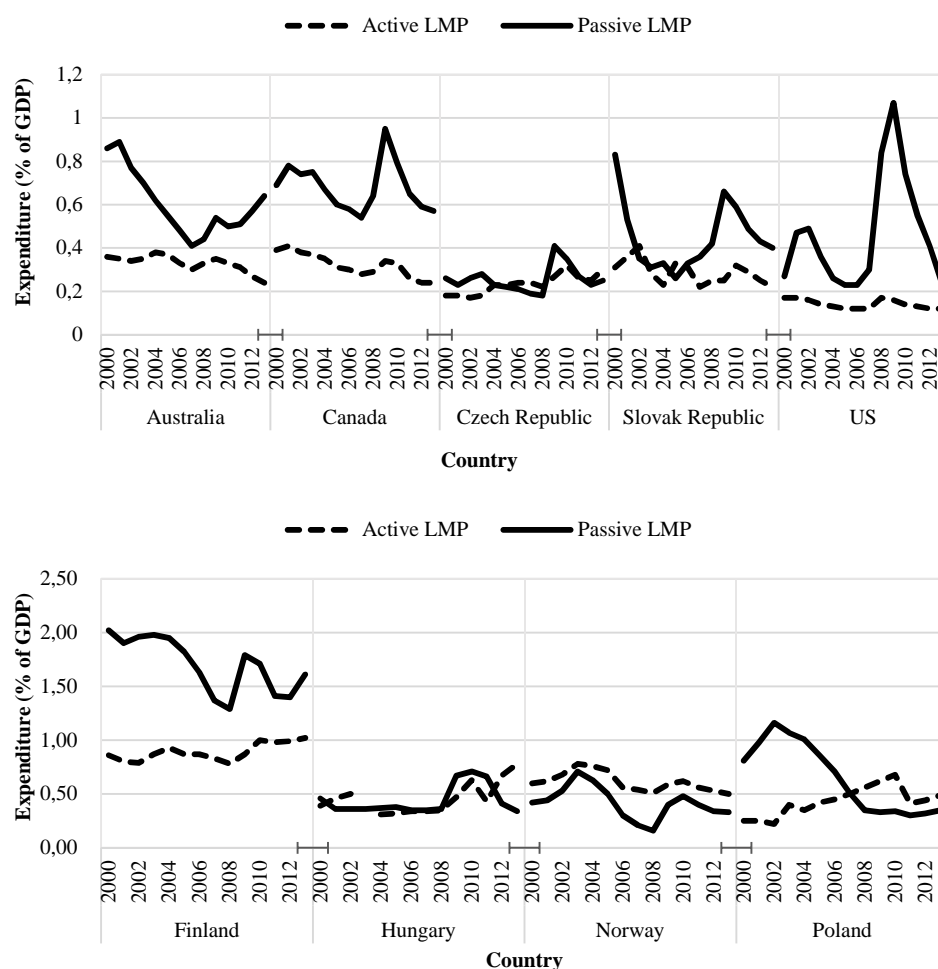 Active LMP Passive LMP
Expenditure (% of GDP)
1,2
1
0,8
0,6
0,4
0,2
0
2000 2002 2004 2006 2008 2010 2012 2000 2002 2004 2006 2008 2010 2012 2000 2002 2004 2006 2008 2010 2012 2000 2002 2004 2006 2008 2010 2012 2000 2002 2004 2006 2008 2010 2012
Australia Canada Czech Republic Slovak Republic US
Country
Active LMP Passive LMP
Expenditure (% of GDP)
2,50
2,00
1,50
1,00
0,50
0,00
2000 2002 2004 2006 2008 2010 2012 2000 2002 2004 2006 2008 2010 2012 2000 2002 2004 2006 2008 2010 2012 2000 2002 2004 2006 2008 2010 2012
Finland Hungary Norway Poland
Country